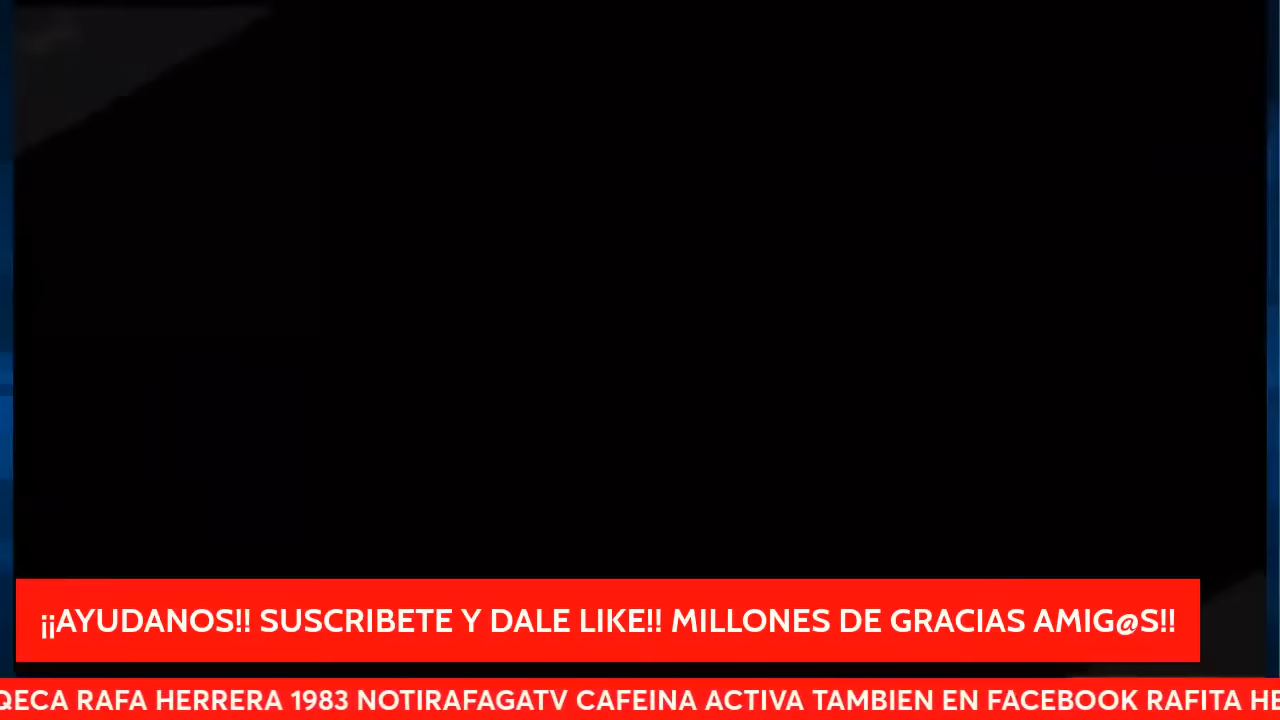 ¡¡AYUDANOS!! SUSCRIBETE Y DALE LIKE!! MILLONES DE GRACIAS AMIG@S!!
RAFA HERRERA 1983 NOTIRAFAGATV CAFEINA ACTIVA TAMBIEN EN FACEBOOK RAFITA